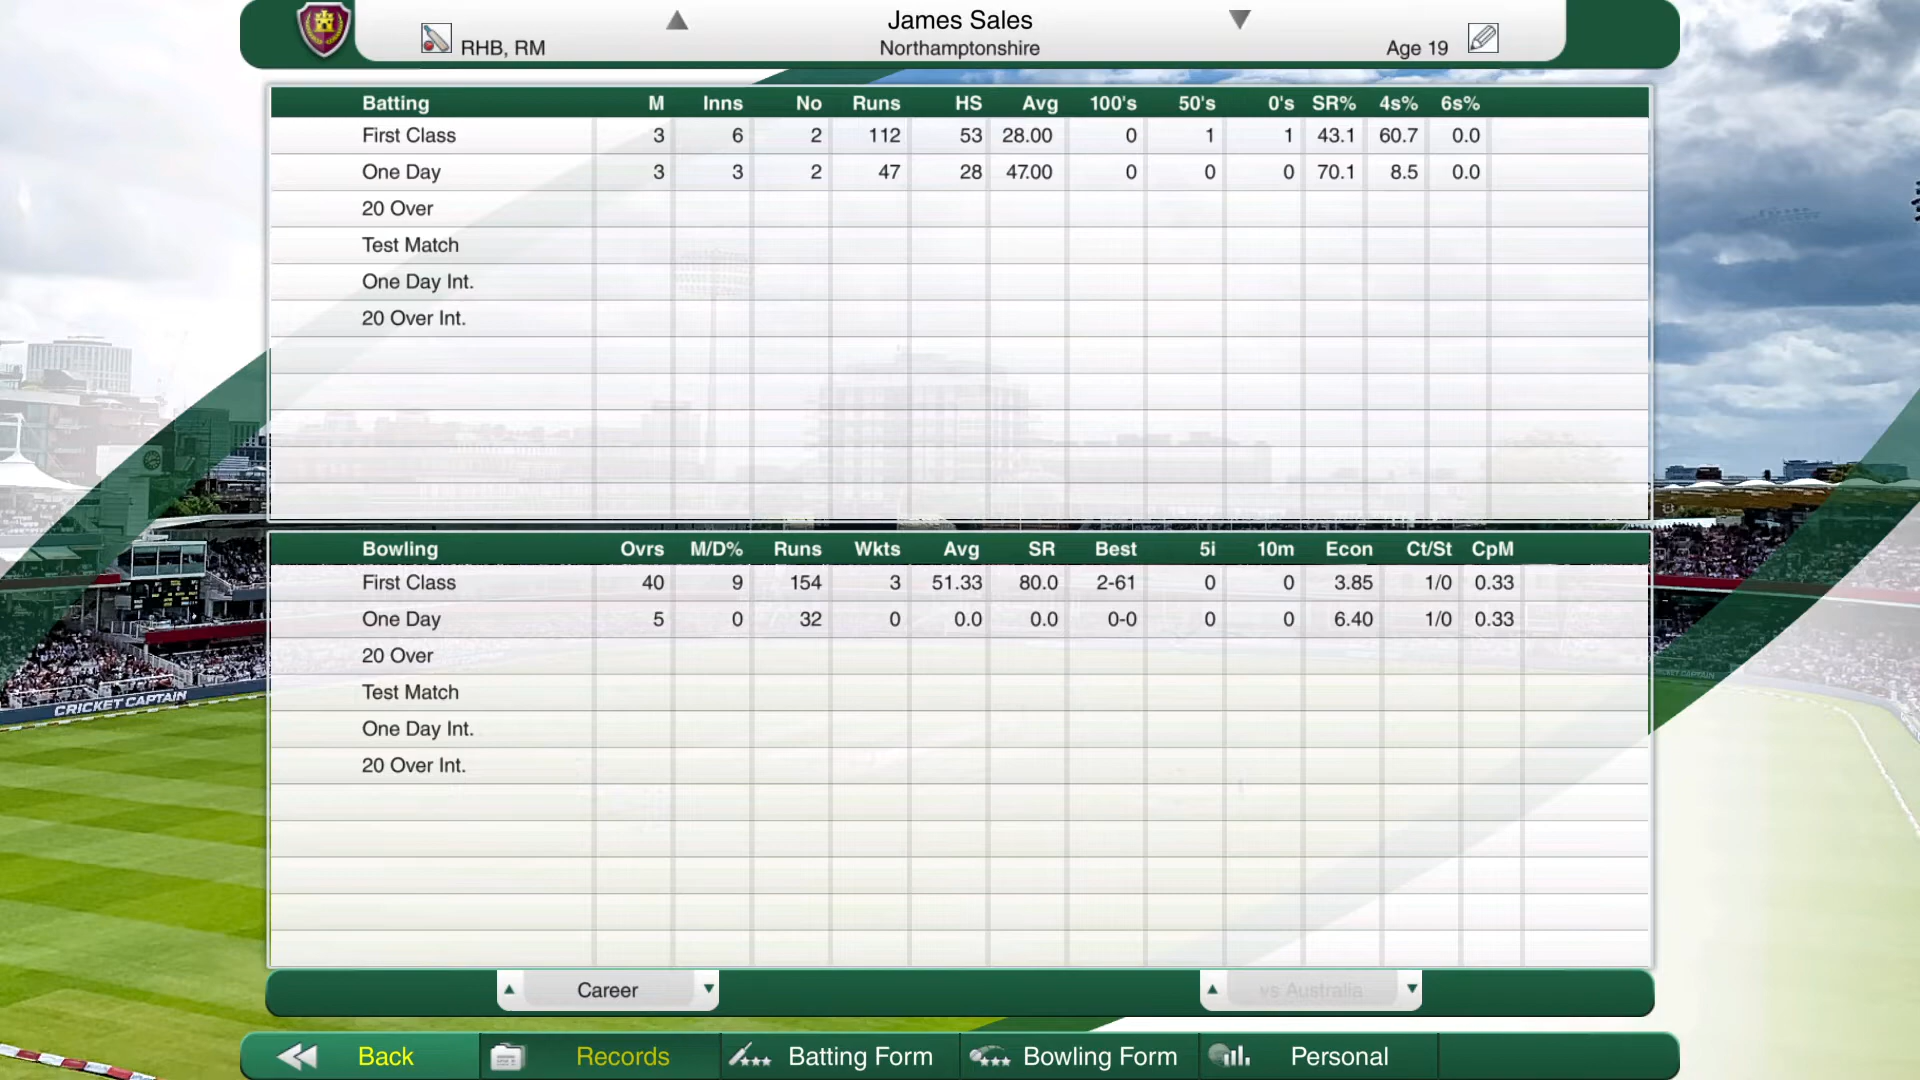 James Sales
RHB, RM
Northamptonshire
Age 19
Batting M Inns No Runs HS Avg 100's 50's 0's SR% 4s% 6s%
First Class 3 6 2 112 53 28.00 0 1 1 43.1 60.7 0.0
One Day 3 3 2 47 28 47.00 0 0 0 70.1 8.5 0.0
20 Over
Test Match
One Day Int.
20 Over Int.
Bowling Ovrs M/D% Runs Wkts Avg SR Best 5i 10m Econ Ct/St CpM
First Class 40 9 154 3 51.33 80.0 2-61 0 0 3.85 1/0 0.33
One Day 5 0 32 0 0.0 0.0 0-0 0 0 6.40 1/0 0.33
20 Over
Test Match
One Day Int.
20 Over Int.
CRICKET CAPTAIN
Career
vs Australia
Back
Records
Batting Form
Bowling Form
Personal